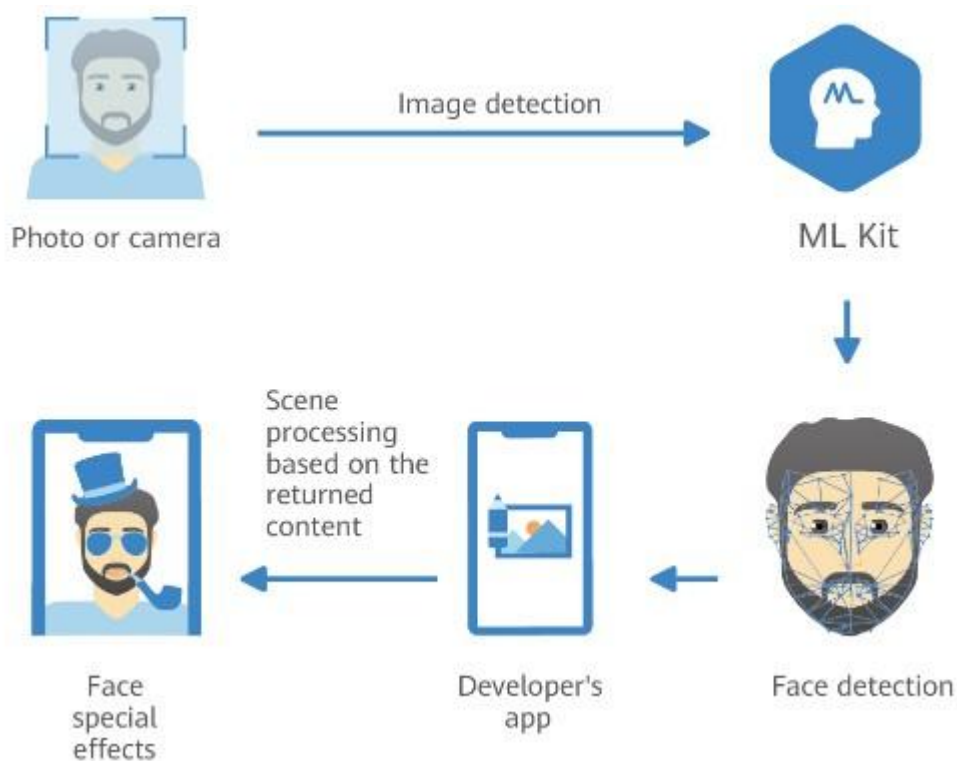 Image detection
Photo or camera
ML Kit
Scene
processing
based on the
returned
content
Face
special
effects
Developer's
app
Face detection